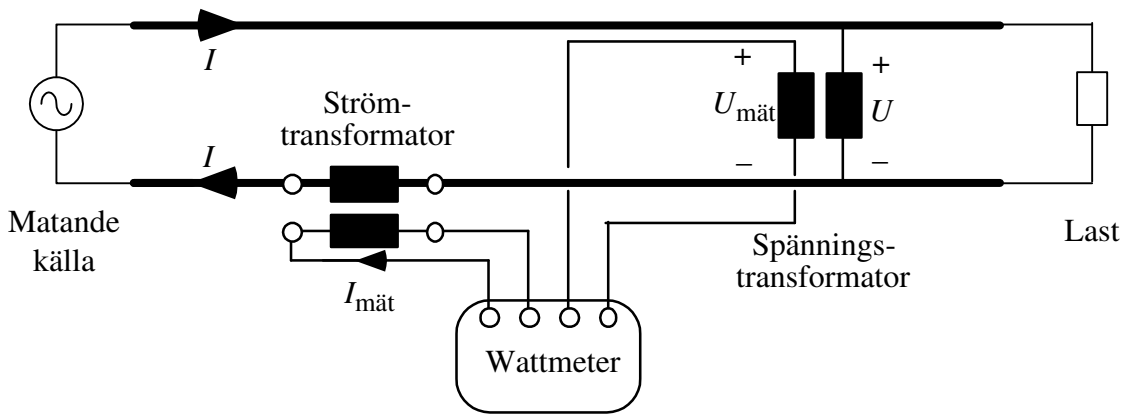 I
Ström-
transformator
+
+
U mät
U
I
–
–
Matande
källa
Last
Spännings-
transformator
I mät
Wattmeter